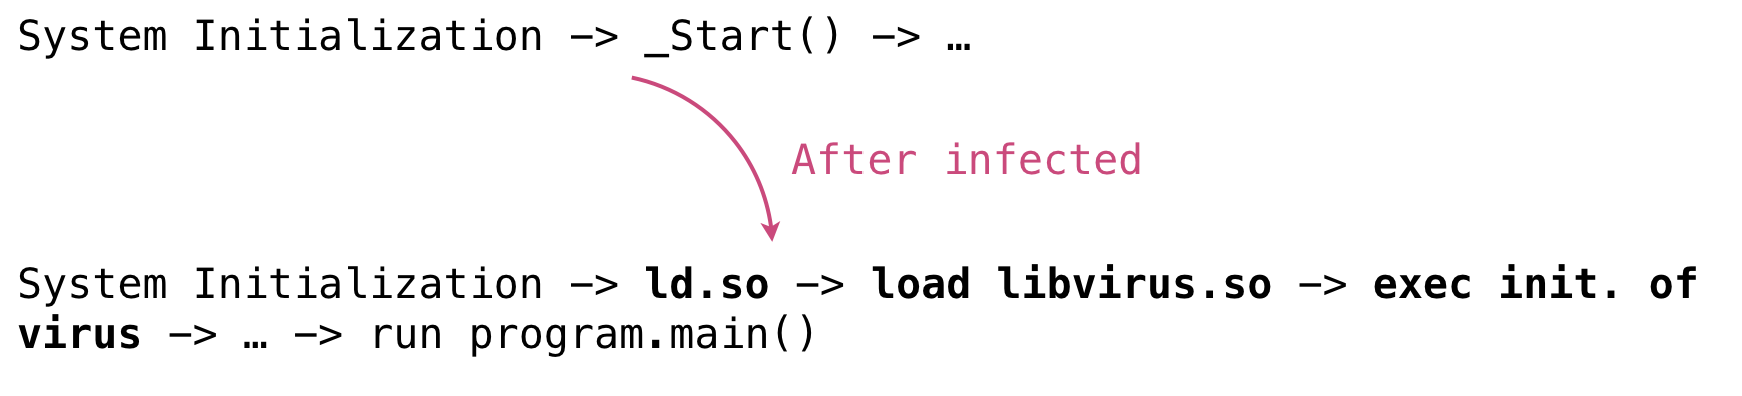 System Initialization -> _Start() -> …
After infected
System Initialization -> ld.so -> load libvirus.so -> exec init. of
virus -> … -> run program.main()